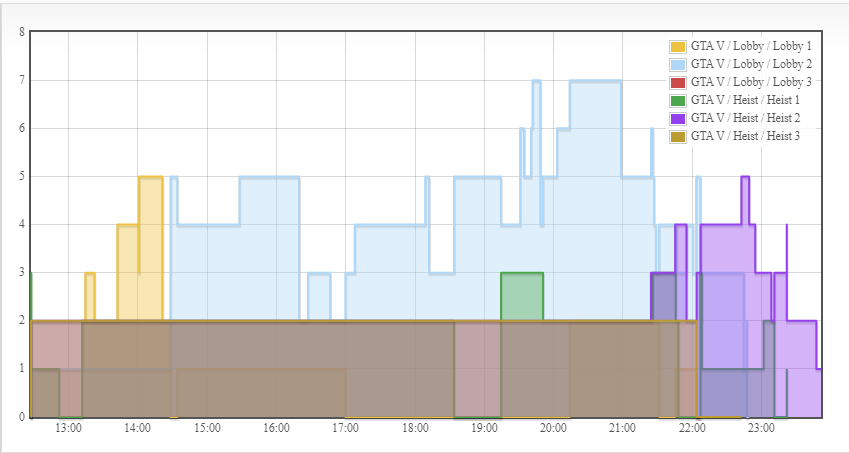 8
7
6
5
4
3
2
1
0
GTA V / Lobby / Lobby 1
GTA V / Lobby / Lobby 2
GTA V / Lobby / Lobby 3
GTA V / Heist / Heist 1
GTA V / Heist / Heist 2
GTA V / Heist / Heist 3
13:00 14:00 15:00 16:00 17:00 18:00 19:00 20:00 21:00 22:00 23:00